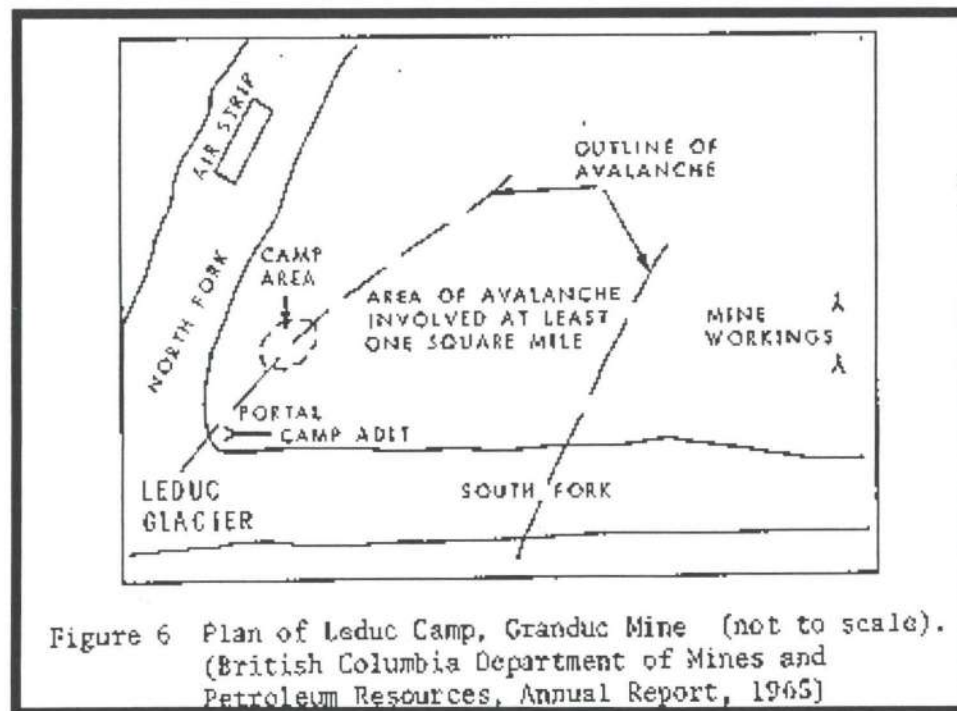 AIR STRIP
NORTH FORK
CAMP
AREA
OUTLINE OF
AVALANCHE
AREA OF AVALANCHE
INVOLVED AT LEAST
ONE SQUARE MILE
MINE
WORKINGS
PORTAL
CAMP ADIT
LEDUC
GLACIER
SOUTH FORK
Figure 6 Plan of Leduc Camp, Granduc Mine (not to scale).
(British Columbia Department of Mines and
Petroleum Resources, Annual Report, 1965)